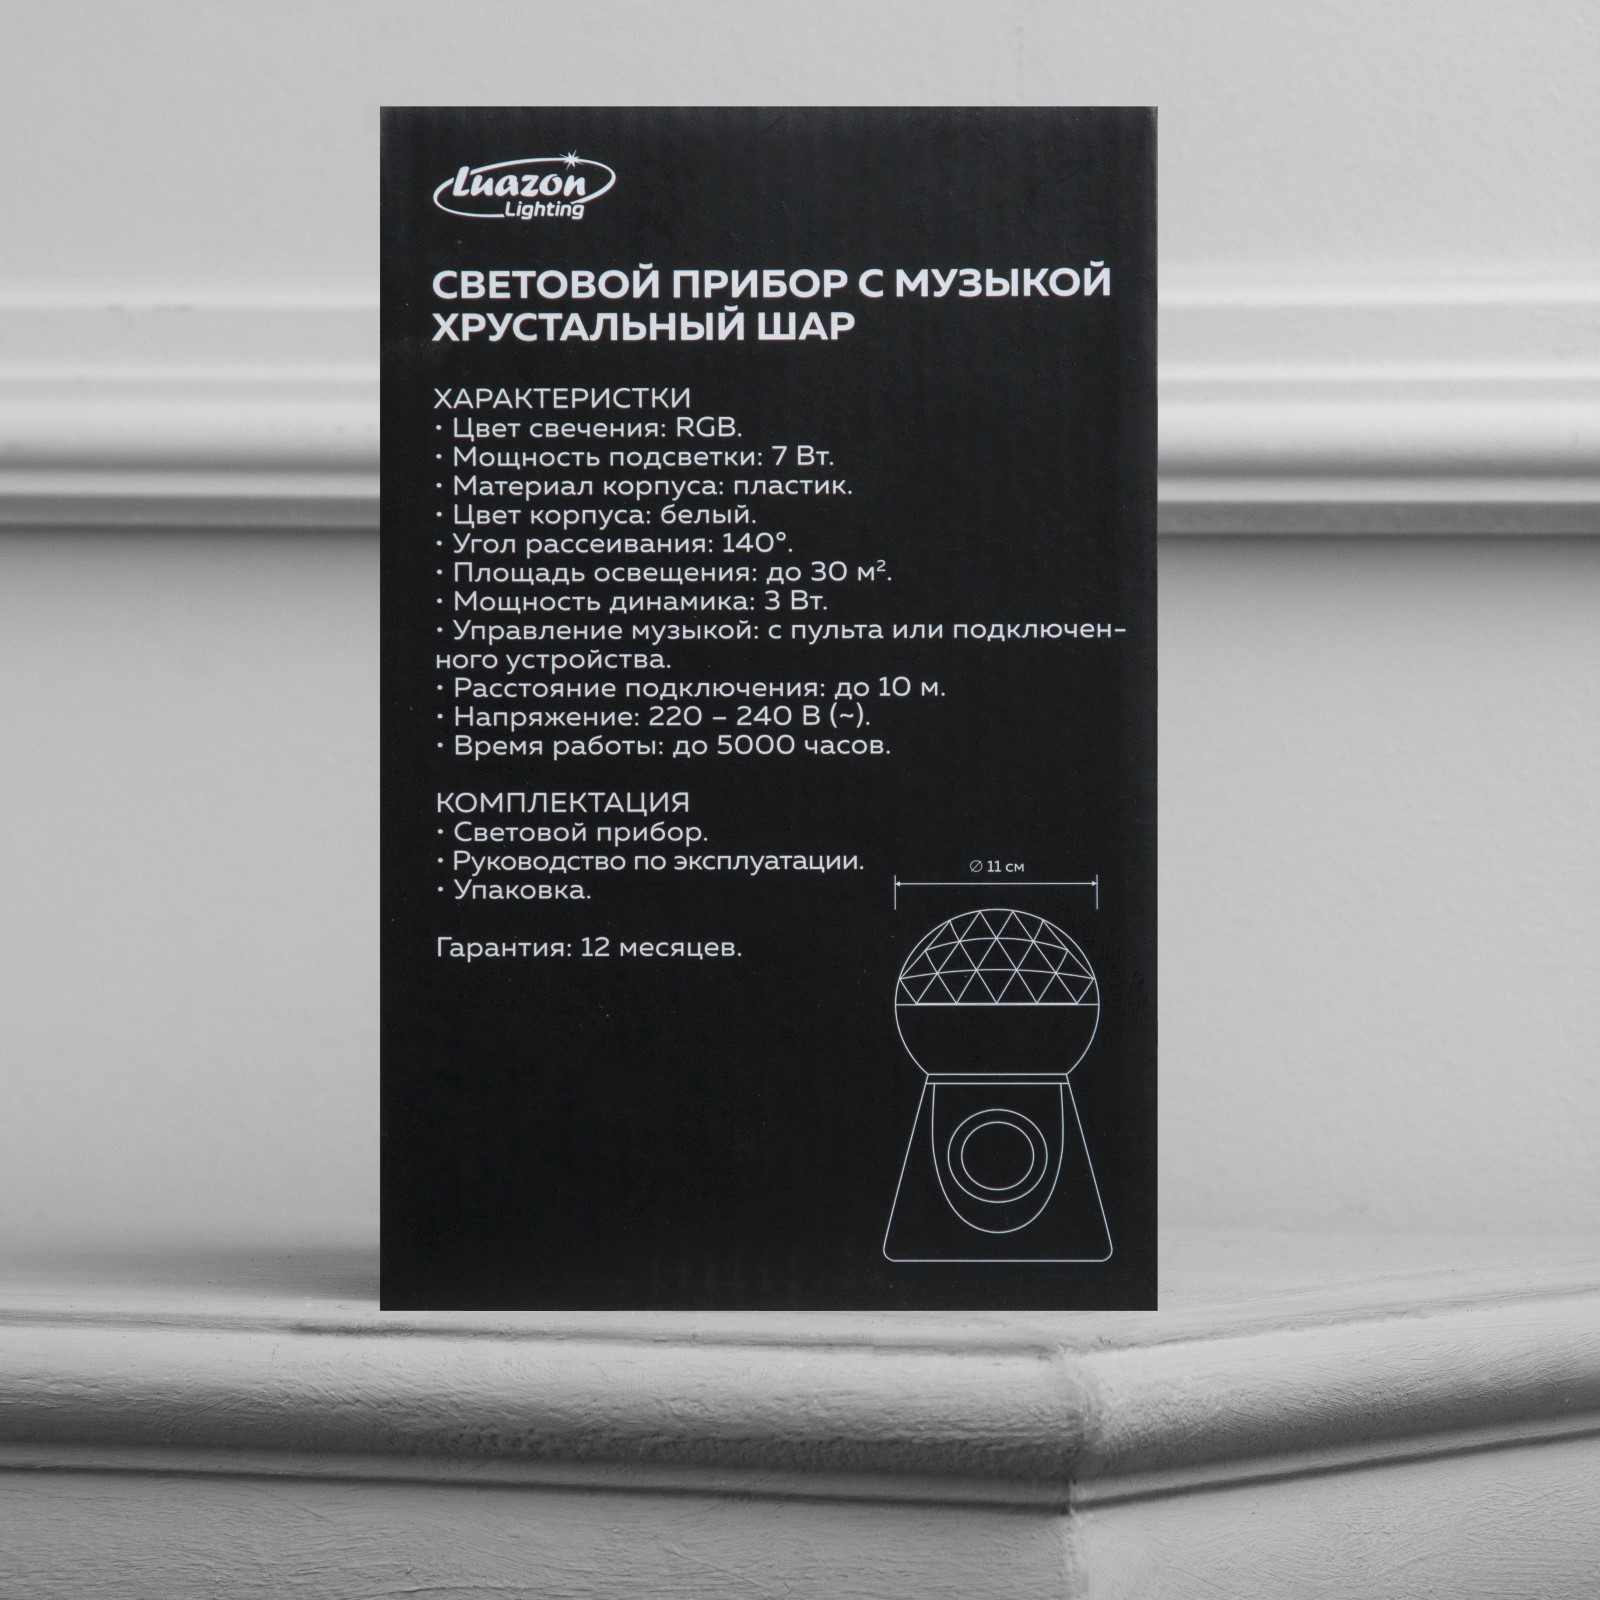 Luazon
Lighting
СВЕТОВОЙ ПРИБОР С МУЗЫКОЙ
ХРУСТАЛЬНЫЙ ШАР
ХАРАКТЕРИСТКИ
• Цвет свечения: RGB.
• Мощность подсветки: 7 Вт.
• Материал корпуса: пластик.
• Цвет корпуса: белый.
• Угол рассеивания: 140°.
• Площадь освещения: до 30 м².
• Мощность динамика: 3 Вт.
• Управление музыкой: с пульта или подключен-
ного устройства.
• Расстояние подключения: до 10 м.
• Напряжение: 220 – 240 В (~).
• Время работы: до 5000 часов.
КОМПЛЕКТАЦИЯ
• Световой прибор.
• Руководство по эксплуатации.
• Упаковка.
∅ 11 см
Гарантия: 12 месяцев.